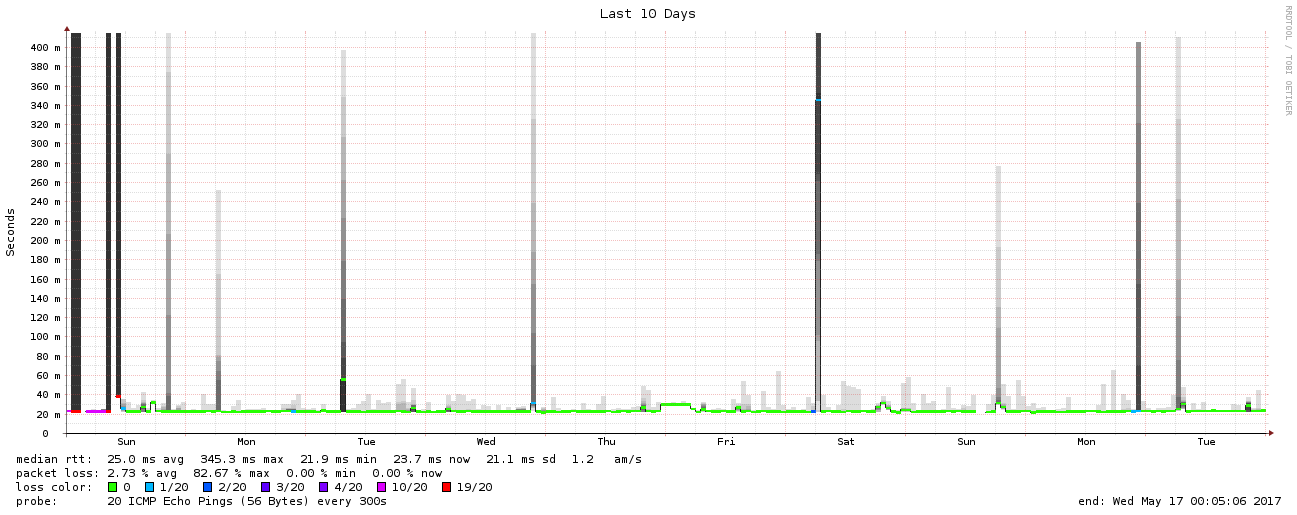 Last 10 Days
RRDTOOL / TOBI OETIKER
Seconds
400 m
380 m
360 m
340 m
320 m
300 m
280 m
260 m
240 m
220 m
200 m
180 m
160 m
140 m
120 m
100 m
80 m
60 m
40 m
20 m
0
Sun Mon Tue Wed Thu Fri Sat Sun Mon Tue
median rtt: 25.0 ms avg 345.3 ms max 21.9 ms min 23.7 ms now 21.1 ms sd 1.2 am/s
packet loss: 2.73 % avg 82.67 % max 0.00 % min 0.00 % now
loss color: 0 1/20 2/20 3/20 4/20 10/20 19/20
probe: 20 ICMP Echo Pings (56 Bytes) every 300s end: Wed May 17 00:05:06 2017